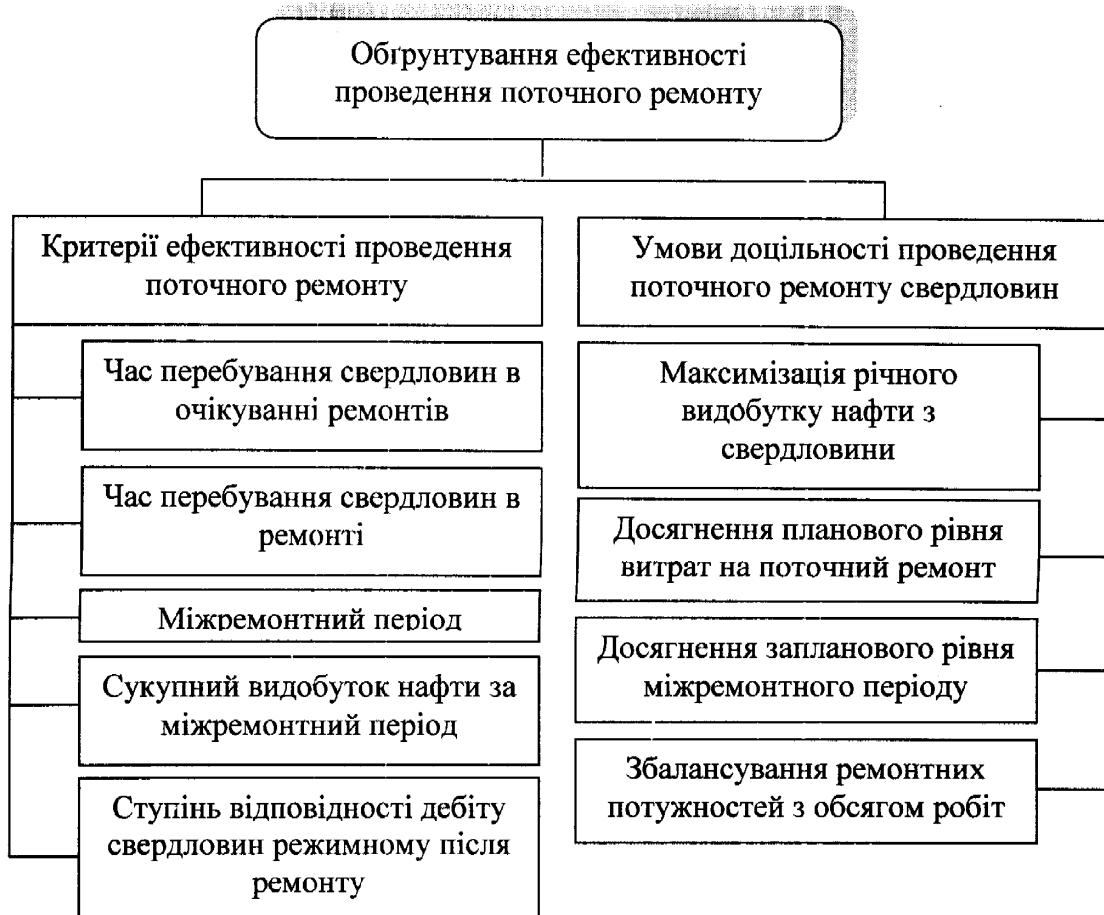 Обґрунтування ефективності
проведення поточного ремонту
Критерії ефективності проведення
поточного ремонту
Час перебування свердловин в
очікуванні ремонтів
Час перебування свердловин в
ремонті
Міжремонтний період
Сукупний видобуток нафти за
міжремонтний період
Ступінь відповідності дебіту
свердловин режимному після
ремонту
Умови доцільності проведення
поточного ремонту свердловин
Максимізація річного
видобутку нафти з
свердловини
Досягнення планового рівня
витрат на поточний ремонт
Досягнення запланового рівня
міжремонтного періоду
Збалансування ремонтних
потужностей з обсягом робіт